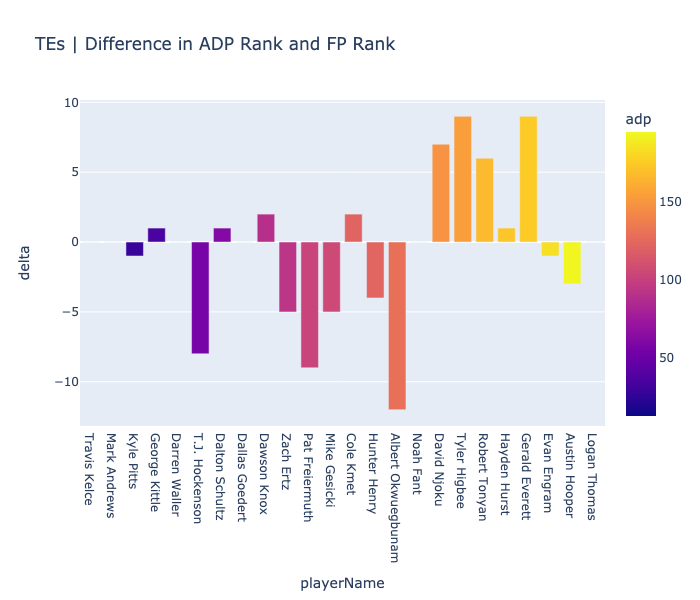 TEs | Difference in ADP Rank and FP Rank
adp
10
5
0
−5
−10
delta
150
100
50
Travis Kelce
Mark Andrews
Kyle Pitts
George Kittle
Darren Waller
T.J. Hockenson
Dalton Schultz
Dallas Goedert
Dawson Knox
Zach Ertz
Pat Freiermuth
Mike Gesicki
Cole Kmet
Hunter Henry
Albert Okwuegbunam
Noah Fant
David Njoku
Tyler Higbee
Robert Tonyan
Hayden Hurst
Gerald Everett
Evan Engram
Austin Hooper
Logan Thomas
playerName